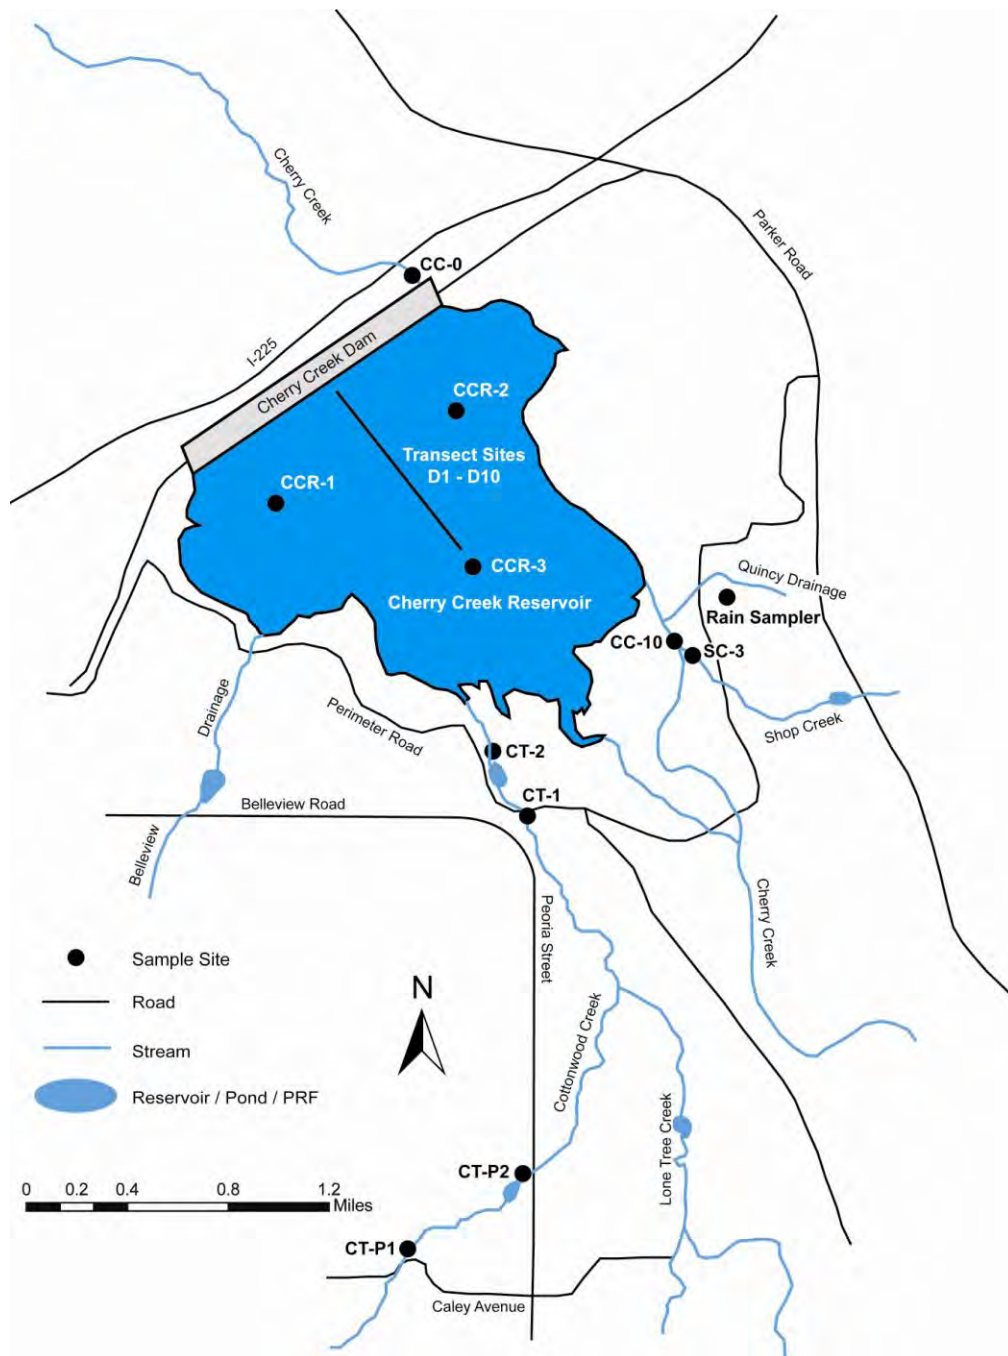 Cherry Creek
CC-0
Parker Road
I-225
Cherry Creek Dam
CCR-2
Transect Sites
D1 - D10
CCR-1
CCR-3
Cherry Creek Reservoir
Quincy Drainage
Rain Sampler
CC-10
SC-3
Shop Creek
Drainage
Perimeter Road
CT-2
CT-1
Belleview Road
Belleview
Peoria Street
Cherry Creek
Sample Site
Road
Stream
Reservoir / Pond / PRF
N
Cottonwood Creek
Lone Tree Creek
CT-P2
0 0.2 0.4 0.8 1.2
Miles
CT-P1
Caley Avenue